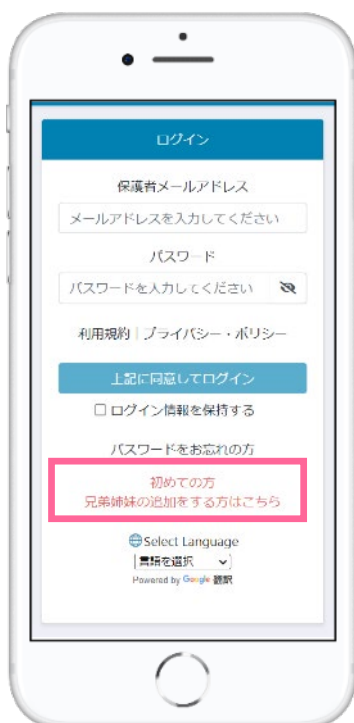 ログイン
保護者メールアドレス
メールアドレスを入力してください
パスワード
パスワードを入力してください
利用規約 | プライバシー・ポリシー
上記に同意してログイン
ログイン情報を保持する
パスワードをお忘れの方
初めての方
兄弟姉妹の追加をする方はこちら
Select Language
言語を選択
Powered by Google 翻訳